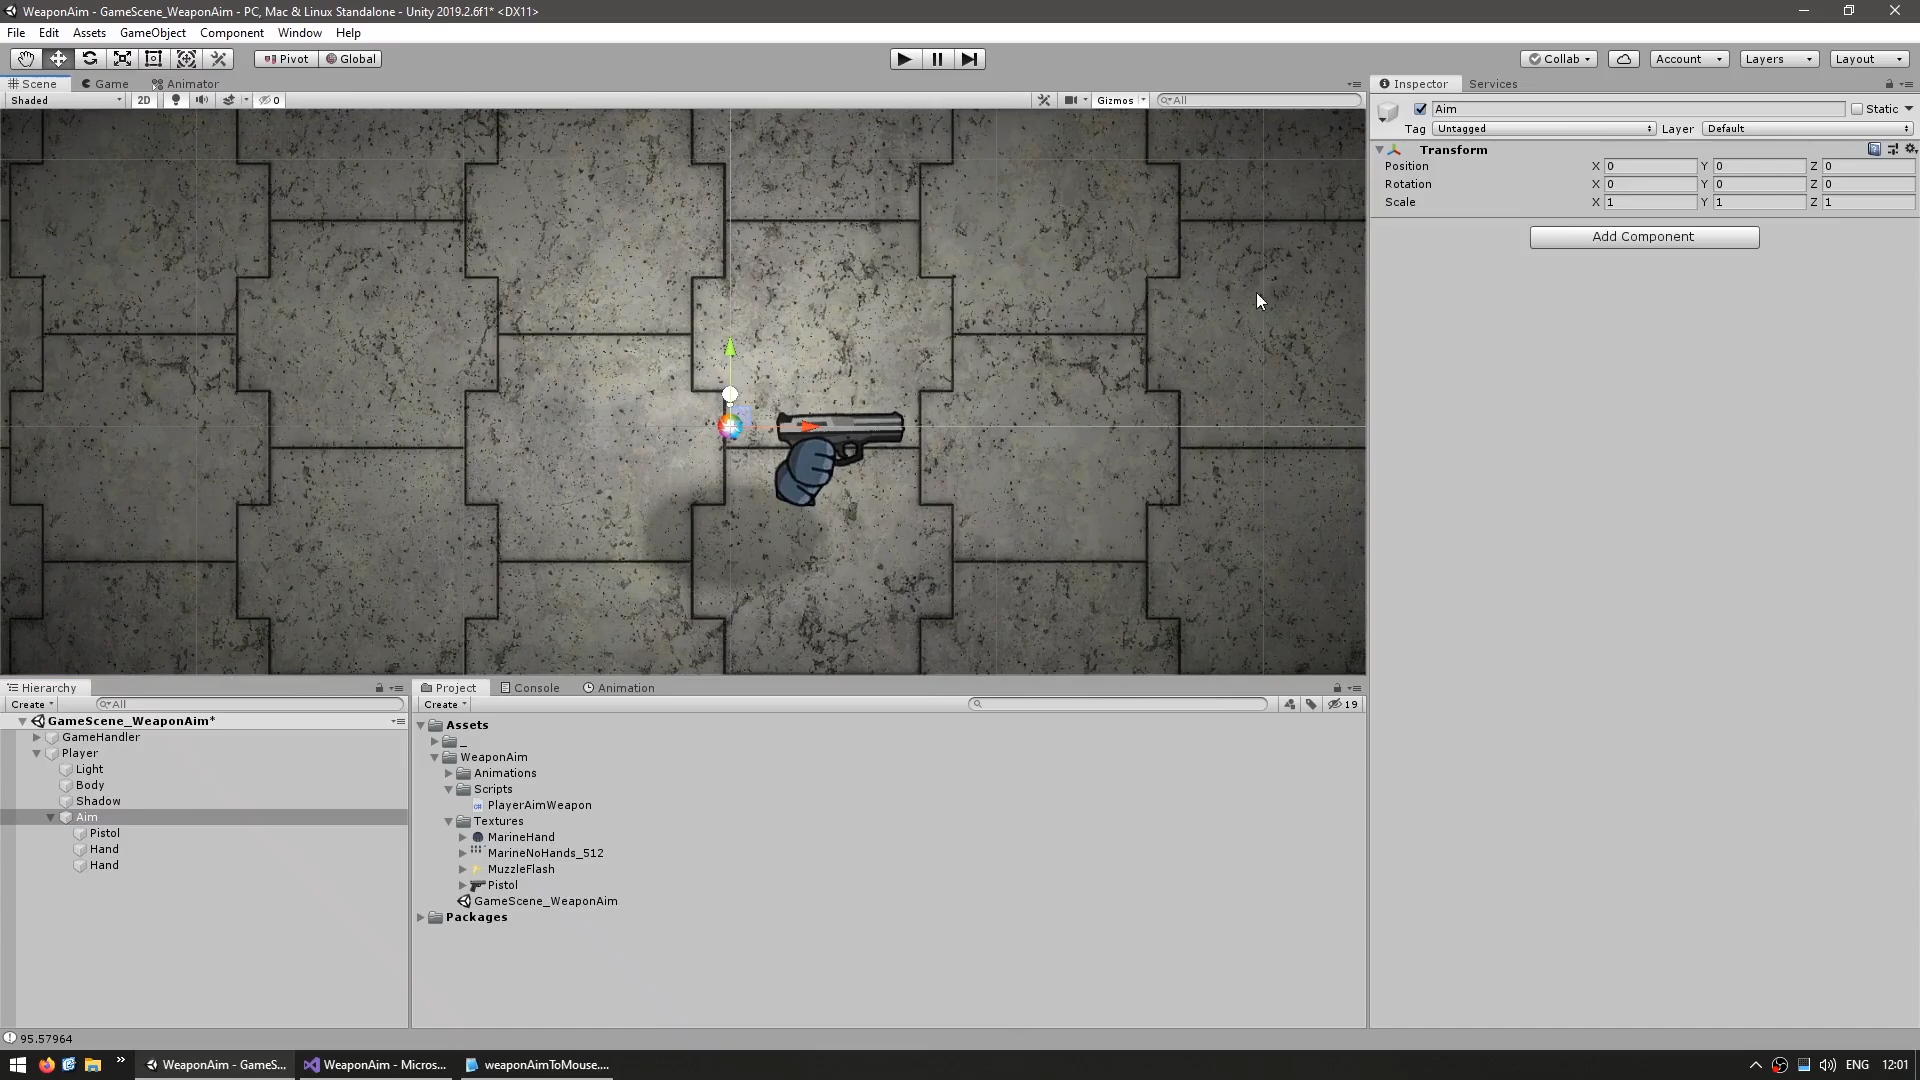 WeaponAim - GameScene_WeaponAim - PC, Mac & Linux Standalone - Unity 2019.2.6f1* <DX11>
File Edit Assets GameObject Component Window Help
Pivot Global Collab Account Layers Layout
Scene Game Animator
Shaded 2D 0 Gizmos All
Inspector Services
Aim Static
Tag Untagged Layer Default
Transform
Position X 0 Y 0 Z 0
Rotation X 0 Y 0 Z 0
Scale X 1 Y 1 Z 1
Add Component
Hierarchy
Create All
GameScene_WeaponAim*
GameHandler
Player
Light
Body
Shadow
Aim
Pistol
Hand
Hand
Project Console Animation
Create 19
Assets
_
WeaponAim
Animations
Scripts
PlayerAimWeapon
Textures
MarineHand
MarineNoHands_512
MuzzleFlash
Pistol
GameScene_WeaponAim
Packages
95.57964
WeaponAim - GameS... WeaponAim - Micros... weaponAimToMouse.... ENG 12:01